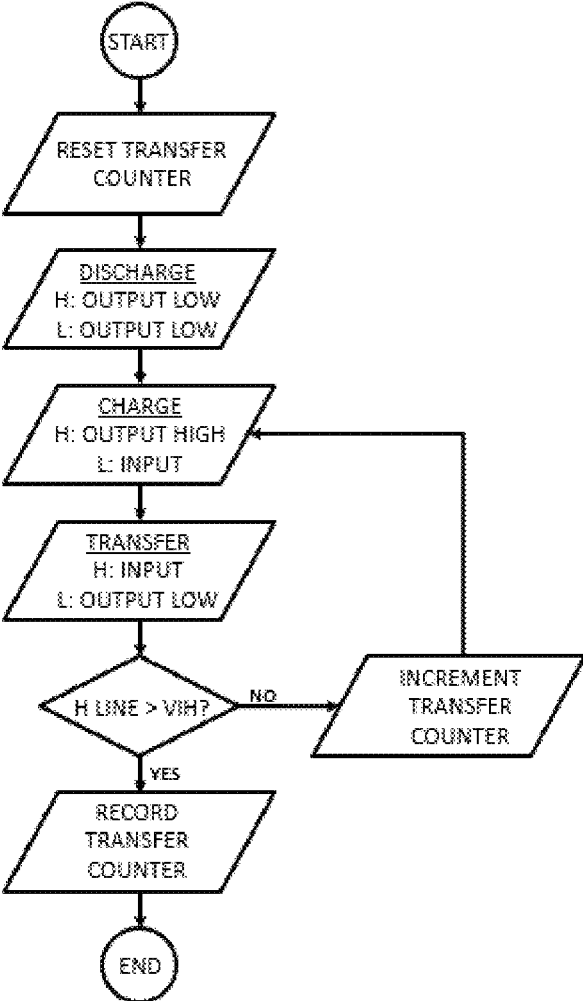 START
RESET TRANSFER
COUNTER
DISCHARGE
H: OUTPUT LOW
L: OUTPUT LOW
CHARGE
H: OUTPUT HIGH
L: INPUT
TRANSFER
H: INPUT
L: OUTPUT LOW
H LINE > VIH?
NO
INCREMENT
TRANSFER
COUNTER
YES
RECORD
TRANSFER
COUNTER
END